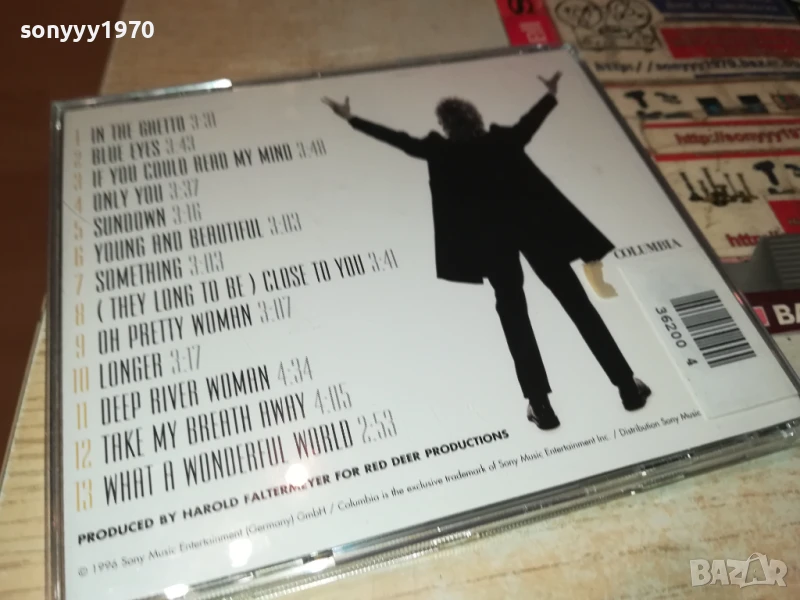 sonyyy1970
1 IN THE GHETTO 3:31
2 BLUE EYES 3:43
3 IF YOU COULD READ MY MIND 3:48
4 ONLY YOU 3:37
5 SUNDOWN 3:16
6 YOUNG AND BEAUTIFUL 3:03
7 SOMETHING 3:03
8 (THEY LONG TO BE) CLOSE TO YOU 3:41
9 OH PRETTY WOMAN 3:07
10 LONGER 3:17
11 DEEP RIVER WOMAN 4:34
12 TAKE MY BREATH AWAY 4:05
13 WHAT A WONDERFUL WORLD 2:53
PRODUCED BY HAROLD FALTERMEYER FOR RED DEER PRODUCTIONS
© 1996 Sony Music Entertainment (Germany) GmbH / Columbia is the exclusive trademark of Sony Music Entertainment Inc. / Distribution Sony Music
COLUMBIA
36200 4
BAZAR